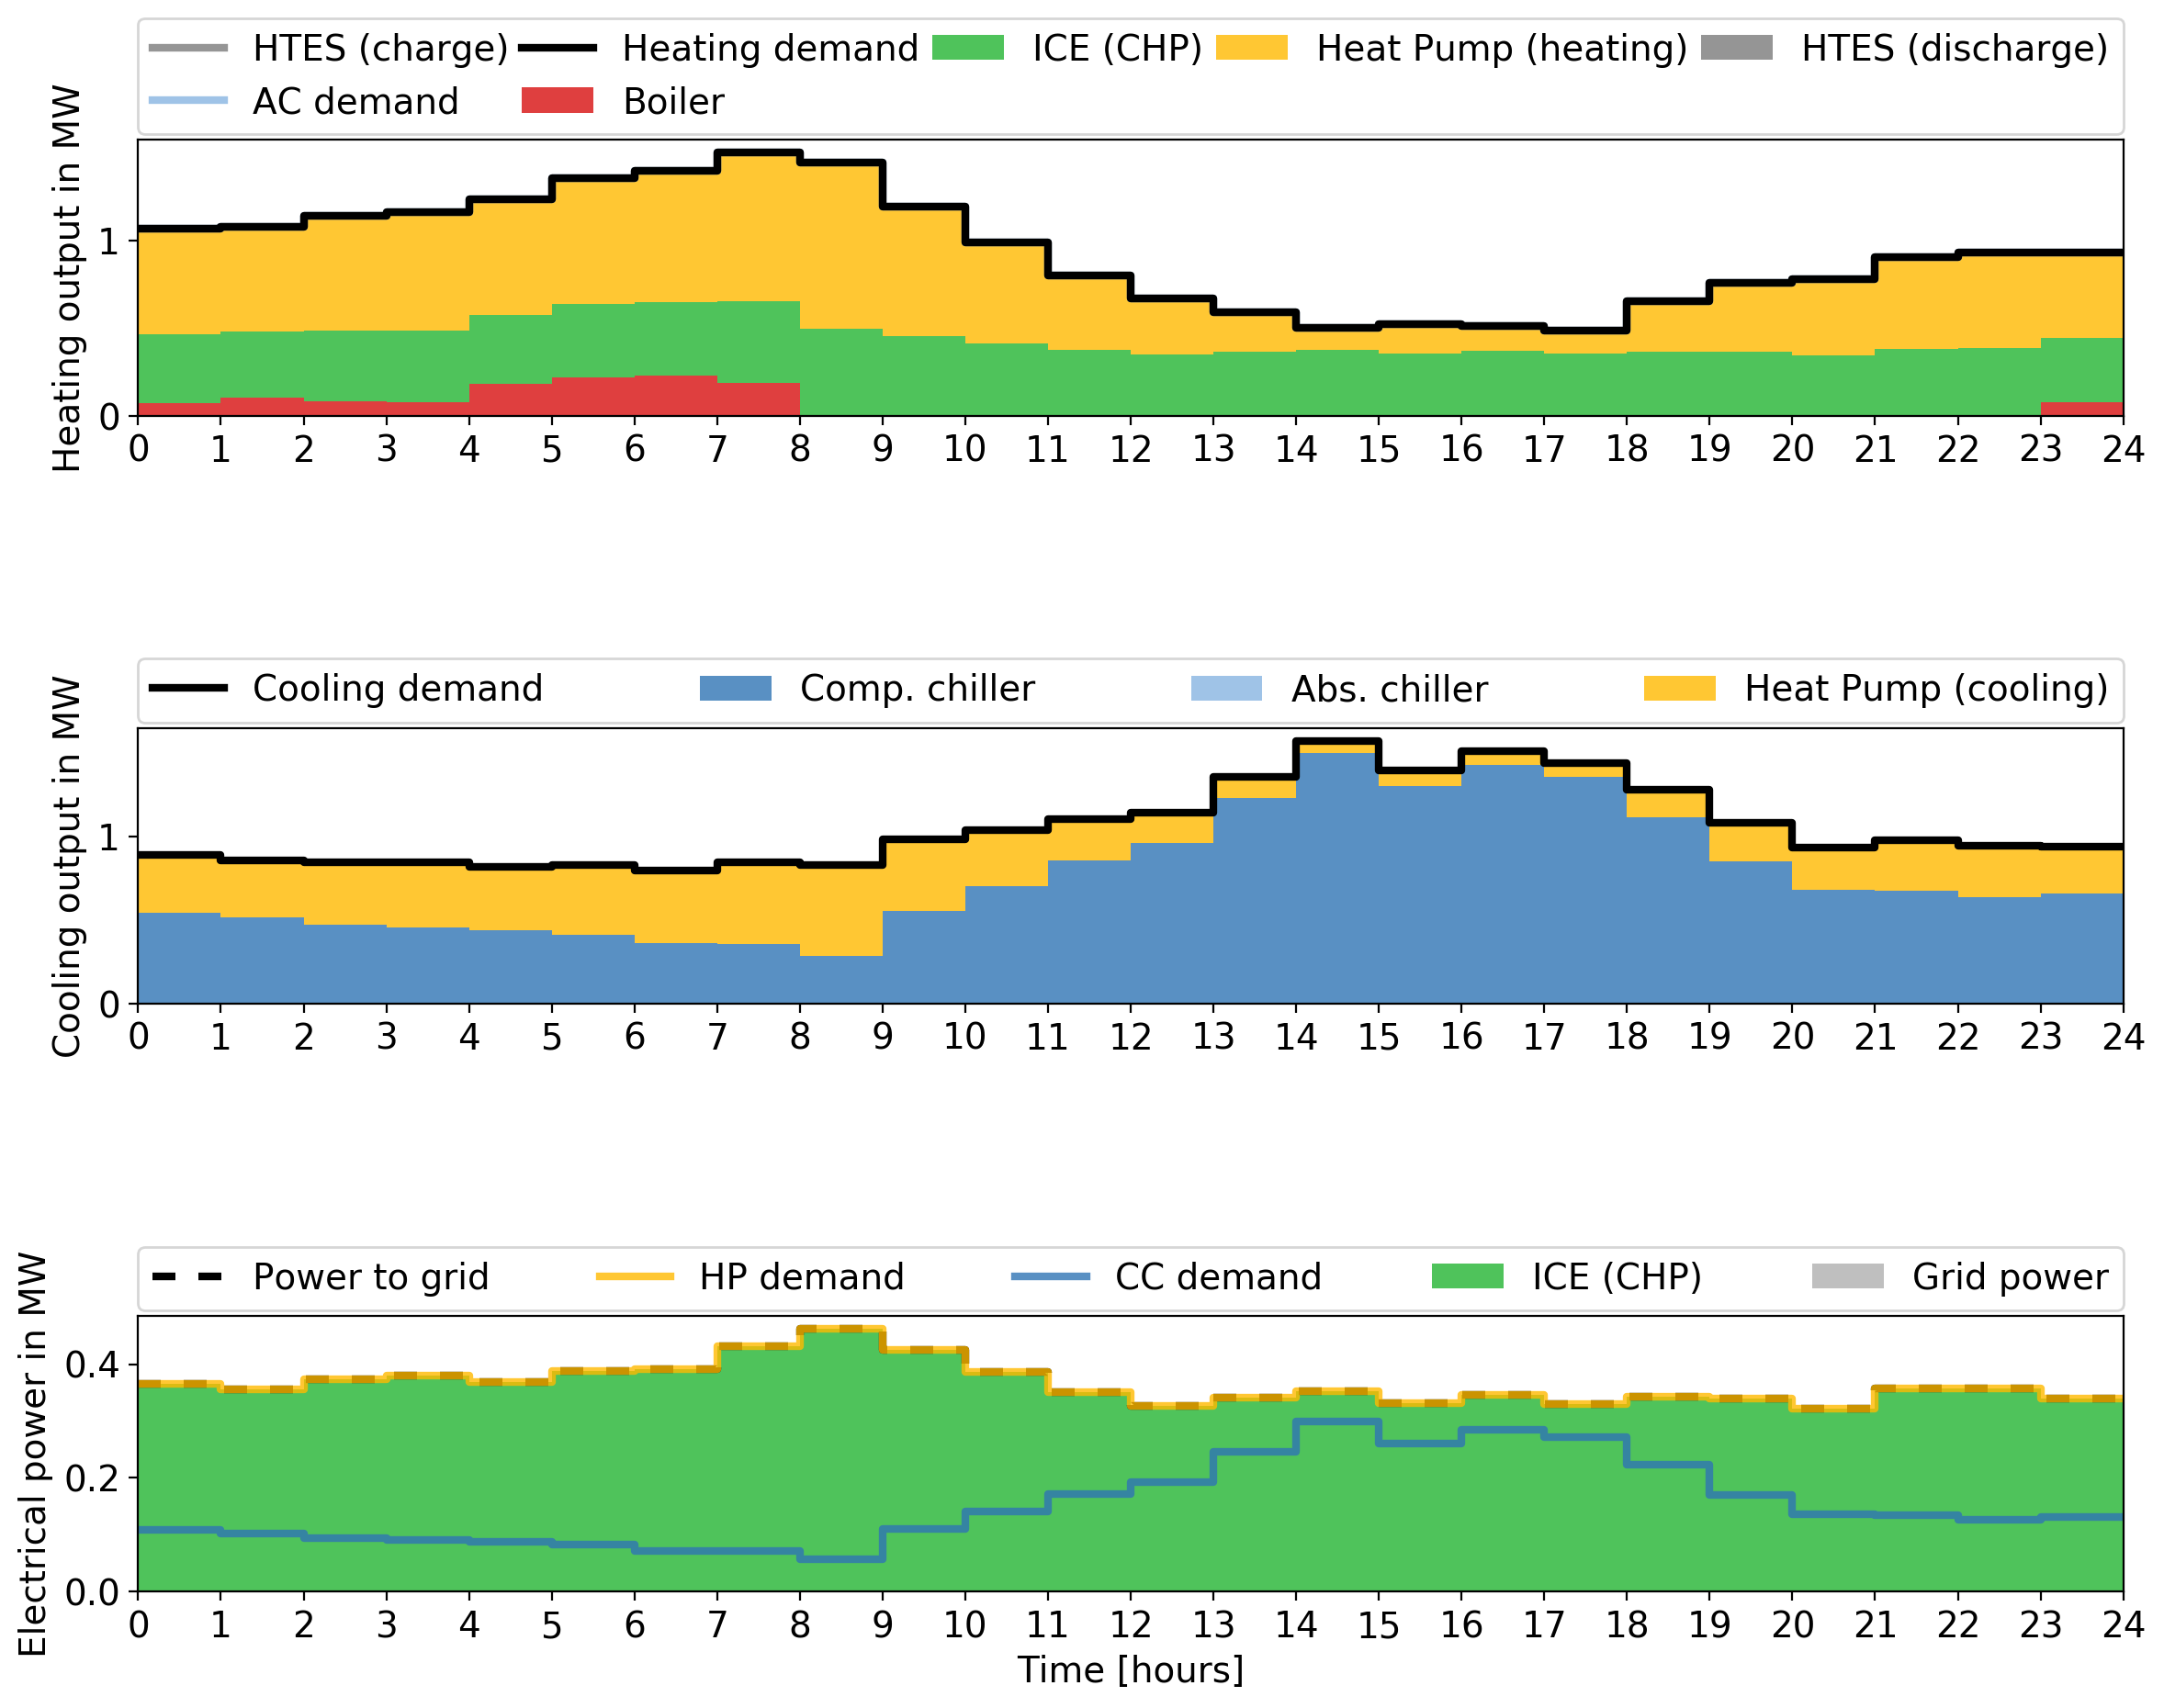 HTES (charge) Heating demand ICE (CHP) Heat Pump (heating) HTES (discharge)
AC demand Boiler
Heating output in MW
1
0
0 1 2 3 4 5 6 7 8 9 10 11 12 13 14 15 16 17 18 19 20 21 22 23 24
Cooling demand Comp. chiller Abs. chiller Heat Pump (cooling)
Cooling output in MW
1
0
0 1 2 3 4 5 6 7 8 9 10 11 12 13 14 15 16 17 18 19 20 21 22 23 24
Power to grid HP demand CC demand ICE (CHP) Grid power
Electrical power in MW
0.4
0.2
0.0
0 1 2 3 4 5 6 7 8 9 10 11 12 13 14 15 16 17 18 19 20 21 22 23 24
Time [hours]